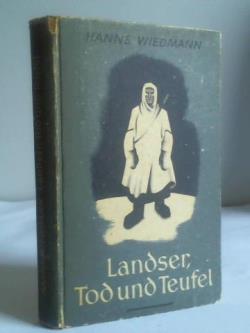 HANNS WIEDMANN
Landser,
Tod und Teufel